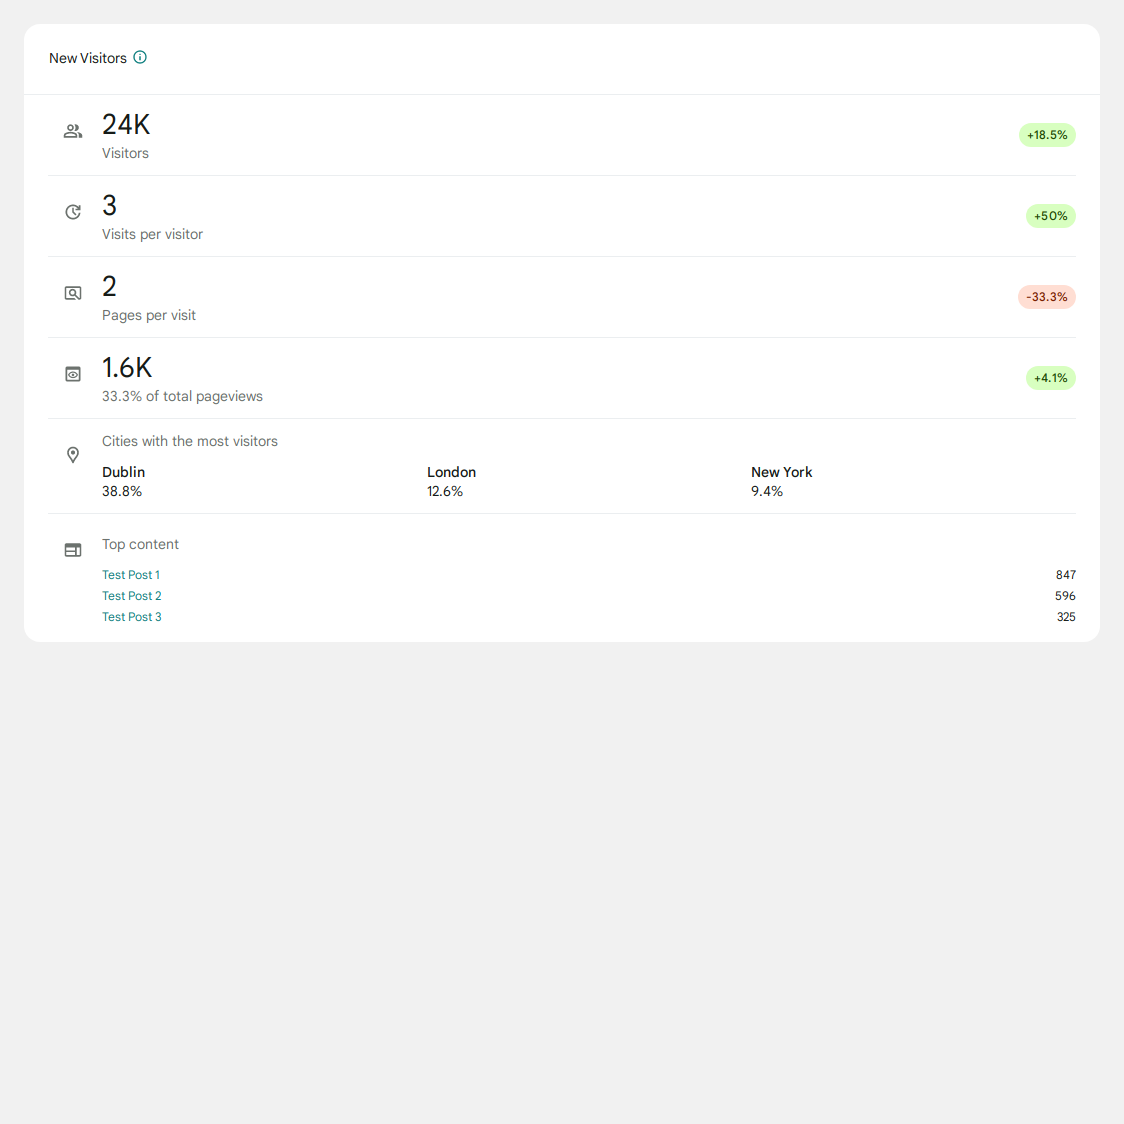 New Visitors
24K
Visitors
+18.5%
3
Visits per visitor
+50%
2
Pages per visit
-33.3%
1.6K
33.3% of total pageviews
+4.1%
Cities with the most visitors
Dublin London New York
38.8% 12.6% 9.4%
Top content
Test Post 1 847
Test Post 2 596
Test Post 3 325